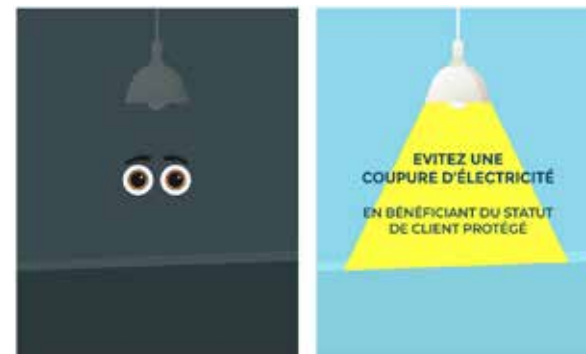 EVITEZ UNE
COUPURE D'ÉLECTRICITÉ
EN BÉNÉFICIANT DU STATUT
DE CLIENT PROTÉGÉ